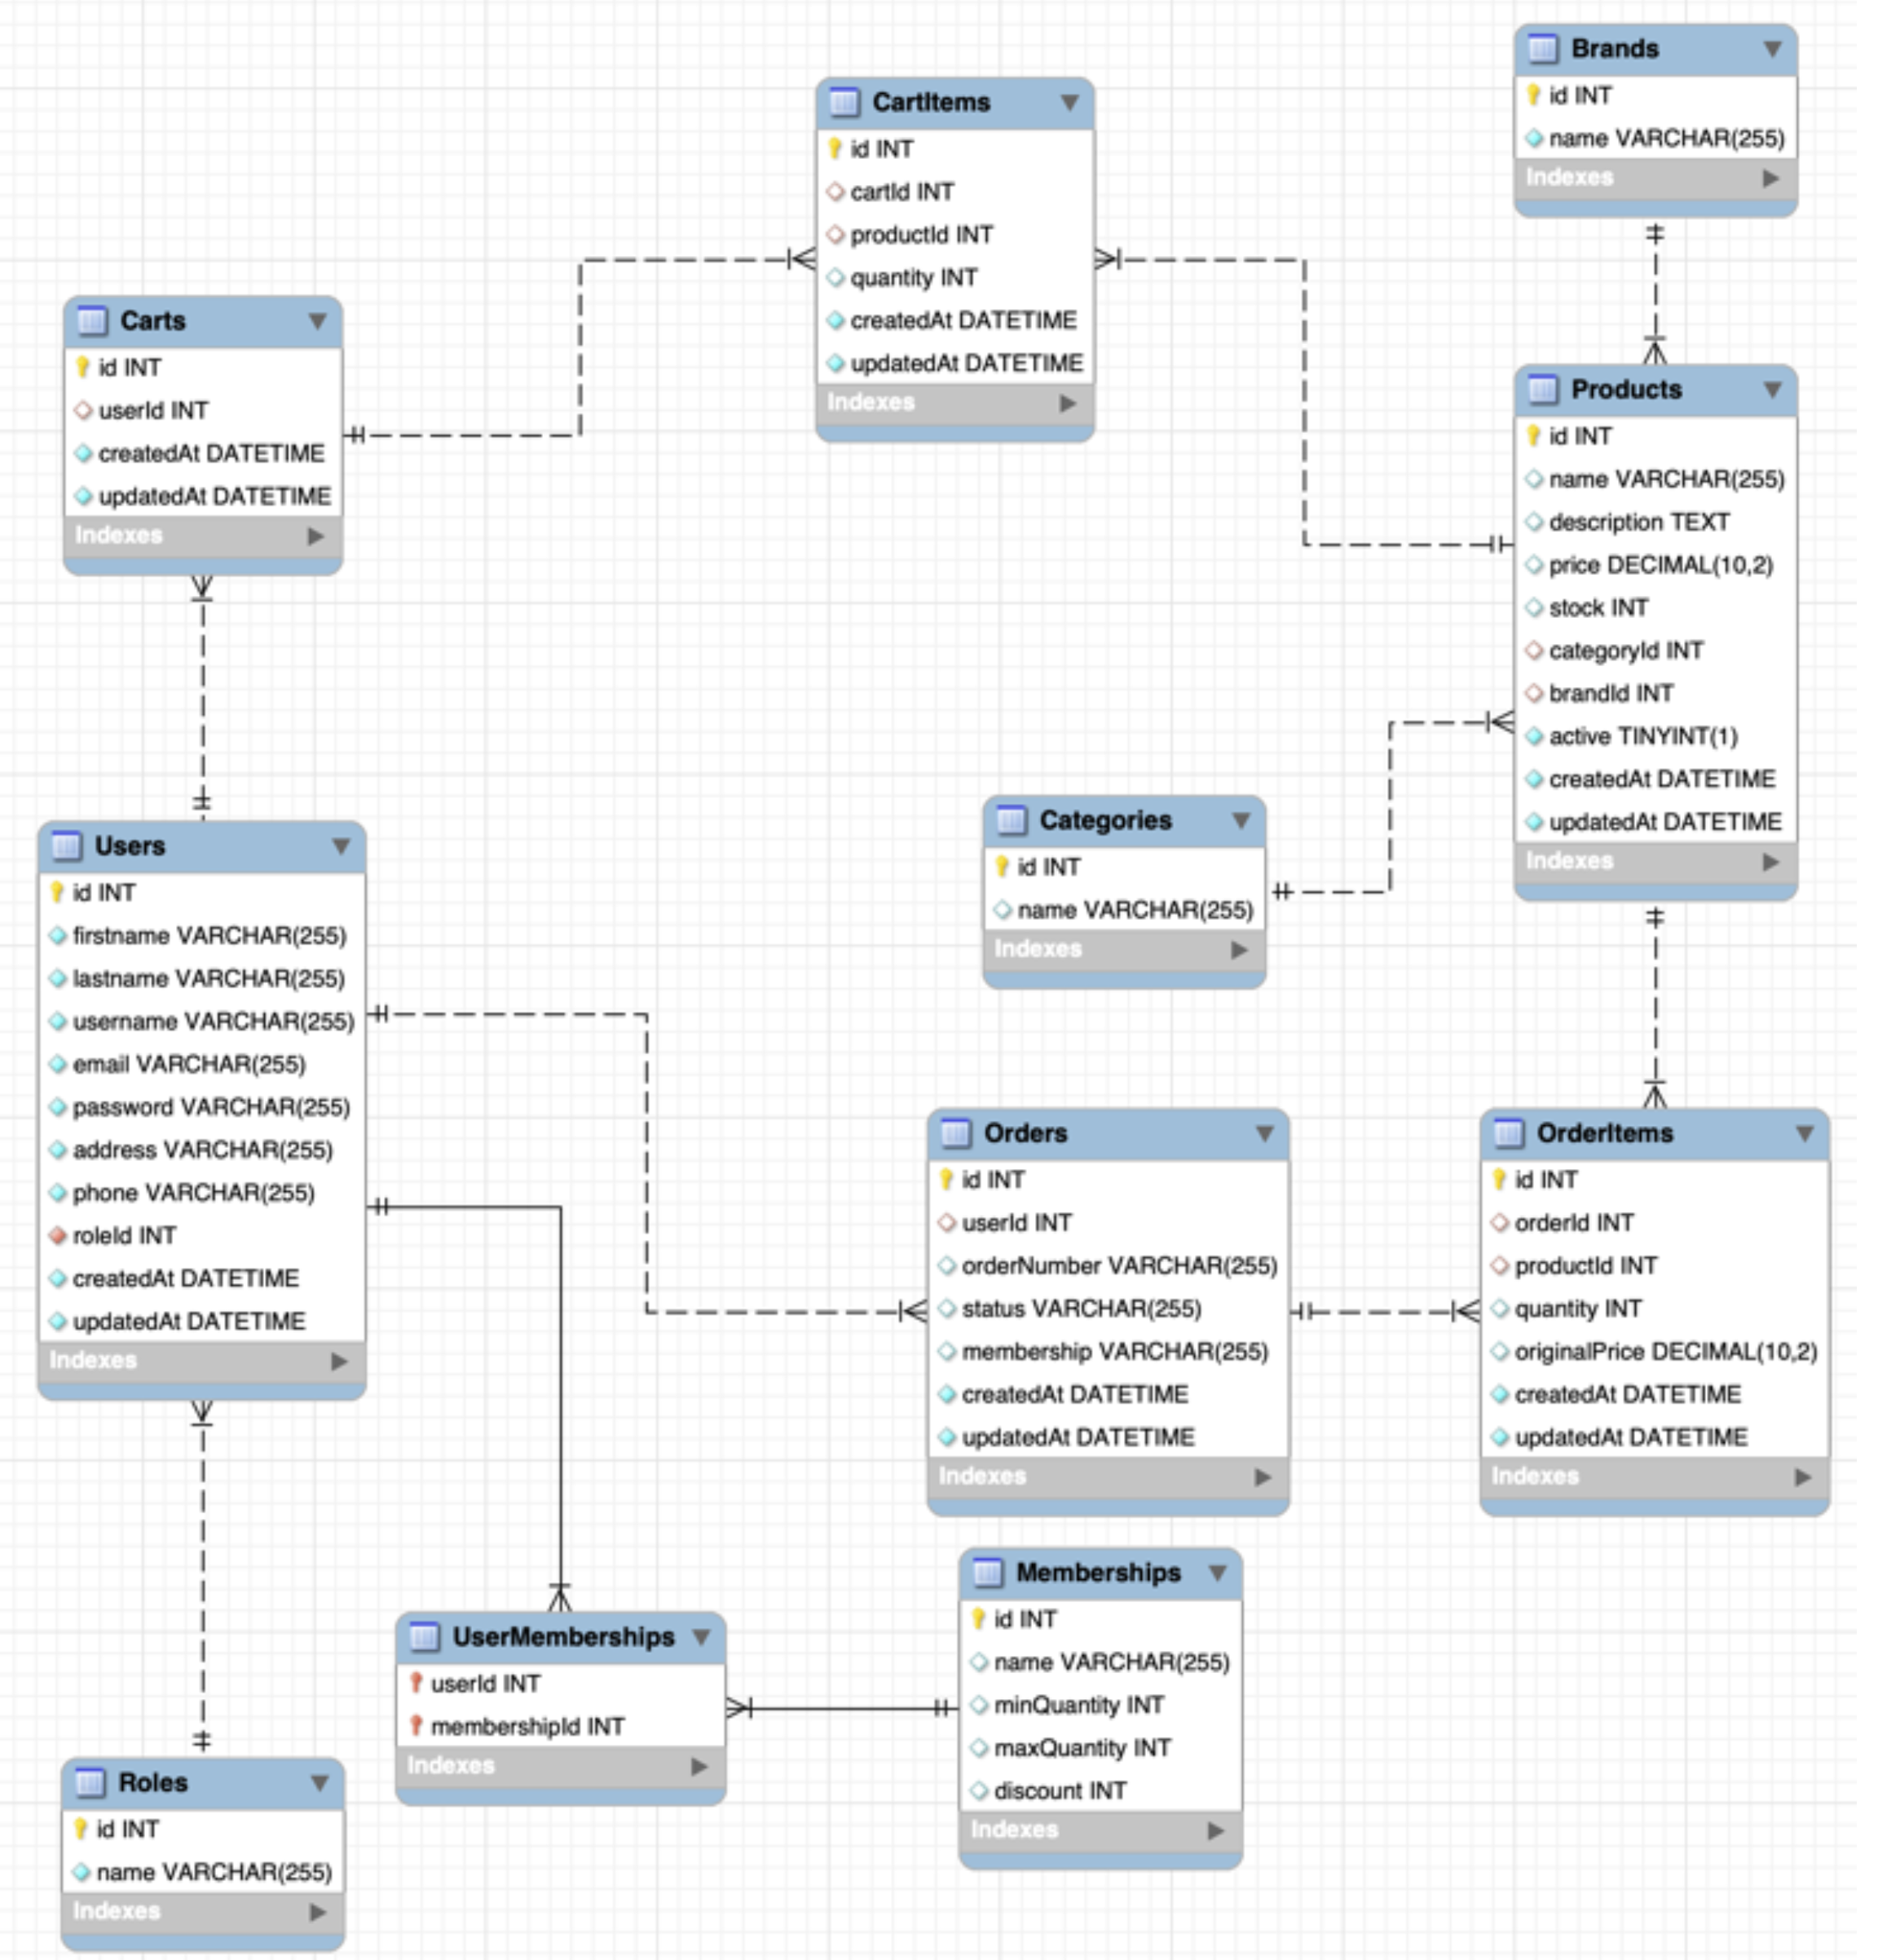 Brands
id INT
name VARCHAR(255)
Indexes
CartItems
id INT
cartId INT
productId INT
quantity INT
createdAt DATETIME
updatedAt DATETIME
Indexes
Carts
id INT
userId INT
createdAt DATETIME
updatedAt DATETIME
Indexes
Products
id INT
name VARCHAR(255)
description TEXT
price DECIMAL(10,2)
stock INT
categoryId INT
brandId INT
active TINYINT(1)
createdAt DATETIME
updatedAt DATETIME
Indexes
Categories
id INT
name VARCHAR(255)
Indexes
Users
id INT
firstname VARCHAR(255)
lastname VARCHAR(255)
username VARCHAR(255)
email VARCHAR(255)
password VARCHAR(255)
address VARCHAR(255)
phone VARCHAR(255)
roleId INT
createdAt DATETIME
updatedAt DATETIME
Indexes
Orders
id INT
userId INT
orderNumber VARCHAR(255)
status VARCHAR(255)
membership VARCHAR(255)
createdAt DATETIME
updatedAt DATETIME
Indexes
OrderItems
id INT
orderId INT
productId INT
quantity INT
originalPrice DECIMAL(10,2)
createdAt DATETIME
updatedAt DATETIME
Indexes
Memberships
id INT
name VARCHAR(255)
minQuantity INT
maxQuantity INT
discount INT
Indexes
UserMemberships
userId INT
membershipId INT
Indexes
Roles
id INT
name VARCHAR(255)
Indexes